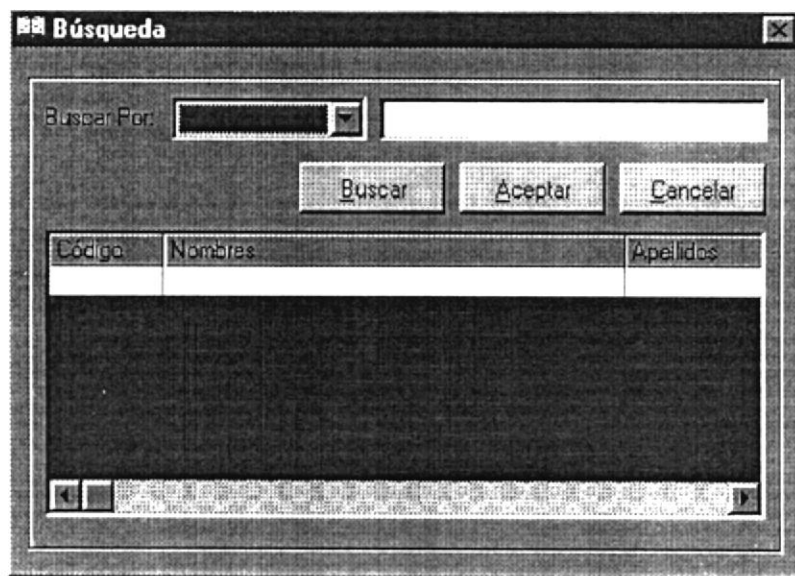 Búsqueda
Buscar Por:
Buscar Aceptar Cancelar
Código Nombres Apellidos